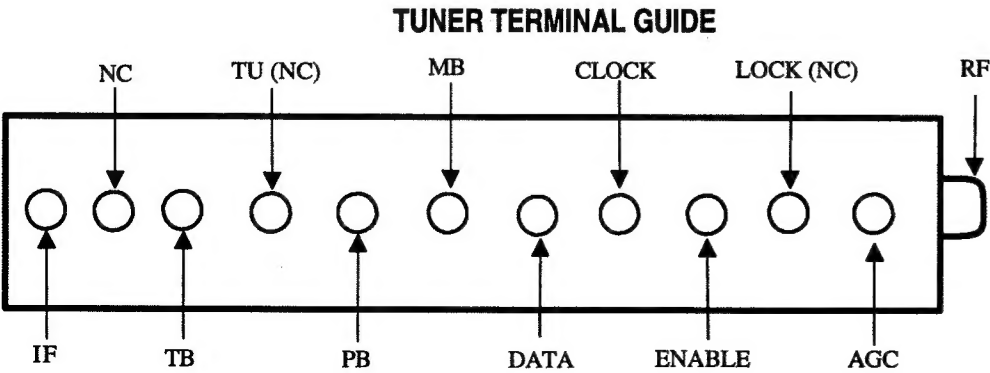 TUNER TERMINAL GUIDE
NC TU (NC) MB CLOCK LOCK (NC) RF
IF TB PB DATA ENABLE AGC